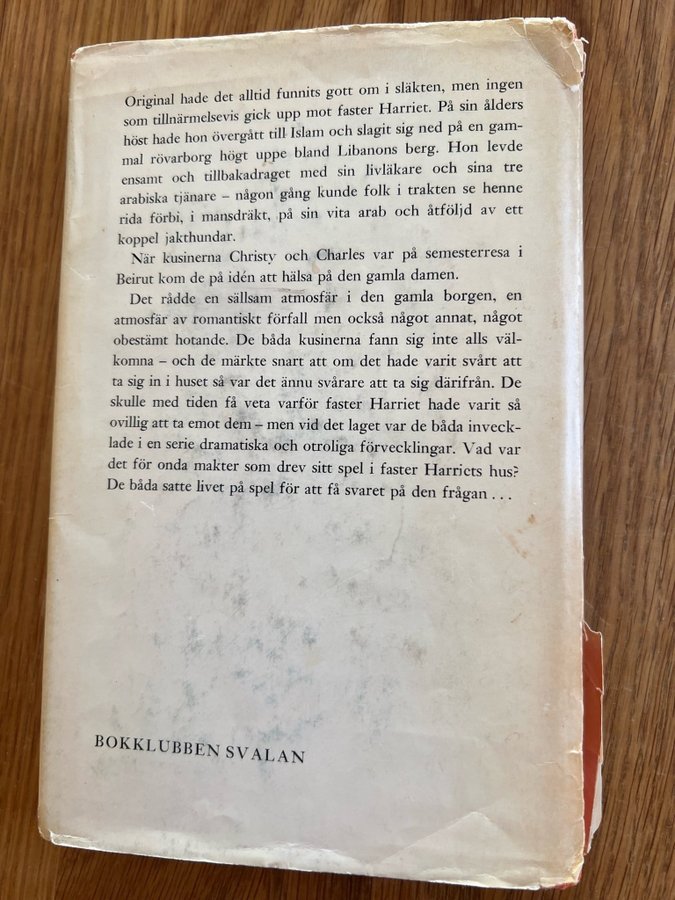 Original hade det alltid funnits gott om i släkten, men ingen
som tillnärmelsevis gick upp mot faster Harriet. På sin ålders
höst hade hon övergått till Islam och slagit sig ned på en gam-
mal rövarborg högt uppe bland Libanons berg. Hon levde
ensamt och tillbakadraget med sin livläkare och sina tre
arabiska tjänare – någon gång kunde folk i trakten se henne
rida förbi, i mansdräkt, på sin vita arab och åtföljd av ett
koppel jakthundar.
När kusinerna Christy och Charles var på semesterresa i
Beirut kom de på idén att hälsa på den gamla damen.
Det rådde en sällsam atmosfär i den gamla borgen, en
atmosfär av romantiskt förfall men också något annat, något
obestämt hotande. De båda kusinerna fann sig inte alls väl-
komna – och de märkte snart att om det hade varit svårt att
ta sig in i huset så var det ännu svårare att ta sig därifrån. De
skulle med tiden få veta varför faster Harriet hade varit så
ovillig att ta emot dem – men vid det laget var de båda inveck-
lade i en serie dramatiska och otroliga förvecklingar. Vad var
det för onda makter som drev sitt spel i faster Harriets hus?
De båda satte livet på spel för att få svaret på den frågan . . .
BOKKLUBBEN SVALAN